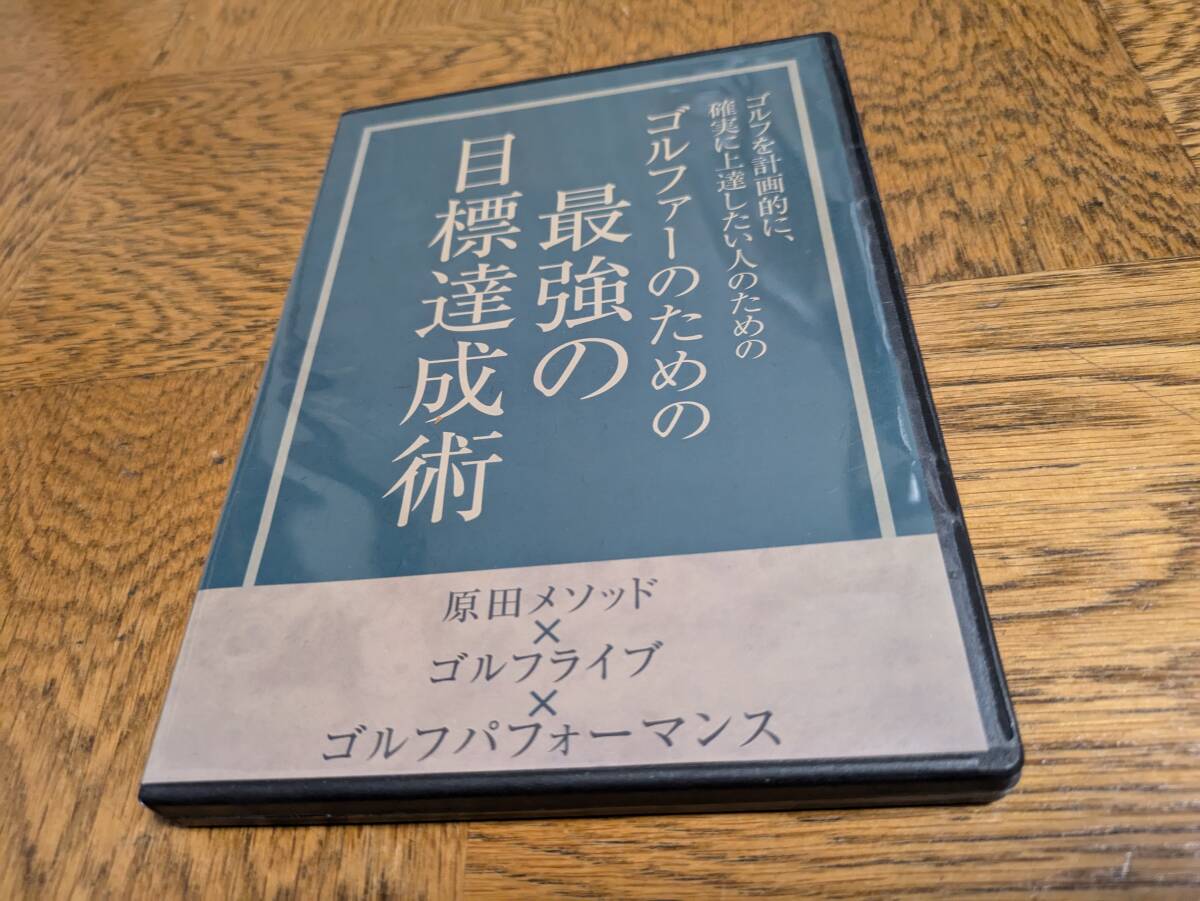 ゴルフを計画的に、
確実に上達したい人のための
ゴルファーのための
最強の
目標達成術
原田メソッド
×
ゴルフライブ
×
ゴルフパフォーマンス